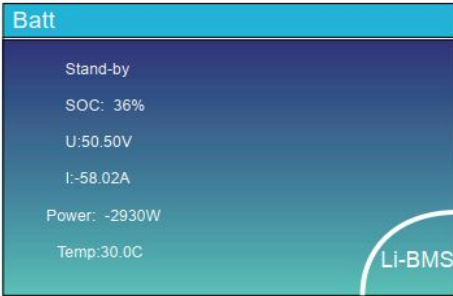 Batt
Stand-by
SOC: 36%
U:50.50V
I:-58.02A
Power: -2930W
Temp:30.0C
Li-BMS